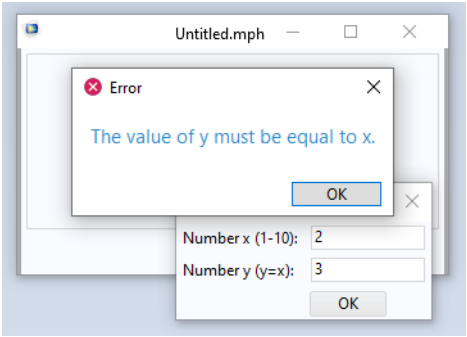 Untitled.mph
Error
The value of y must be equal to x.
OK
Number x (1-10): 2
Number y (y=x): 3
OK